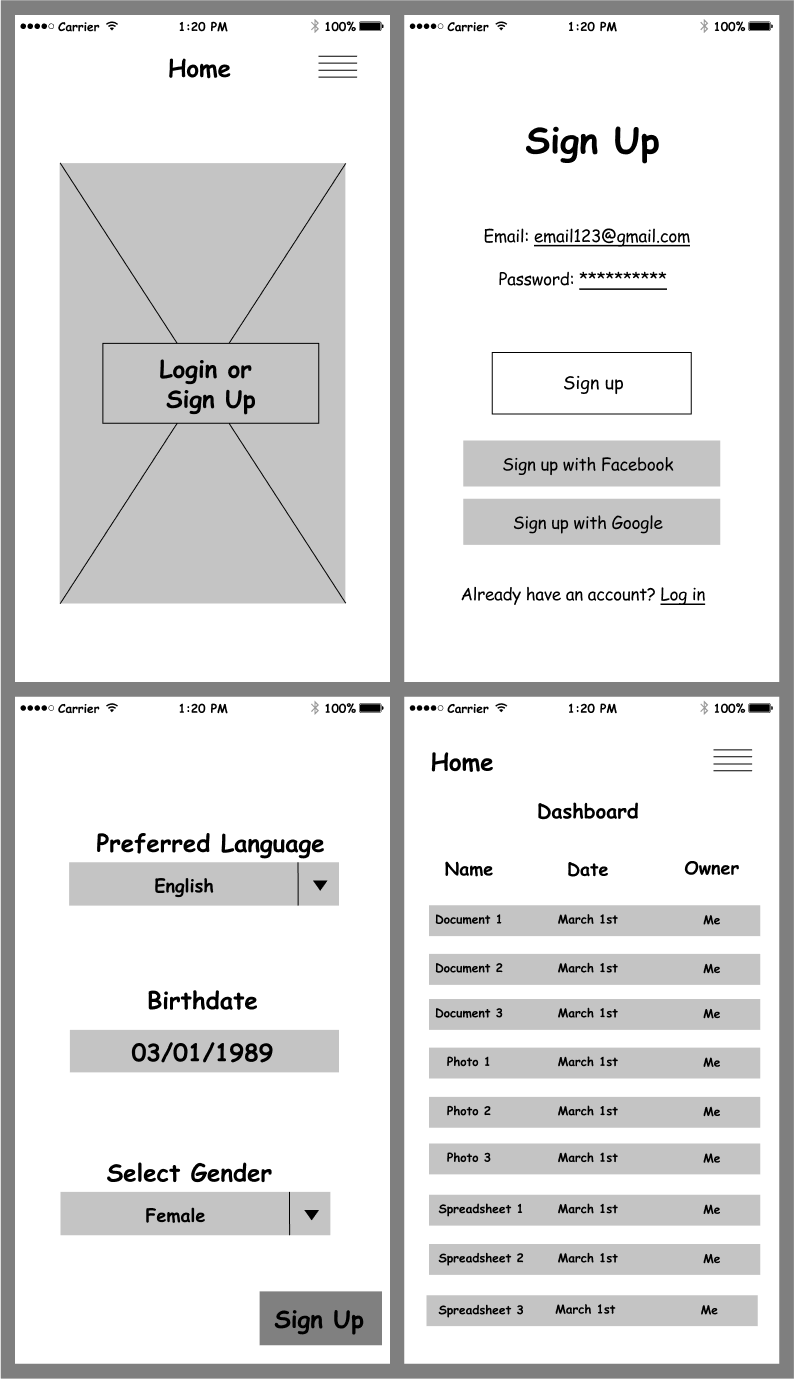 Carrier 1:20 PM 100%
Home
Login or
Sign Up
Carrier 1:20 PM 100%
Sign Up
Email: email123@gmail.com
Password: **********
Sign up
Sign up with Facebook
Sign up with Google
Already have an account? Log in
Carrier 1:20 PM 100%
Preferred Language
English
Birthdate
03/01/1989
Select Gender
Female
Sign Up
Carrier 1:20 PM 100%
Home
Dashboard
Name Date Owner
Document 1 March 1st Me
Document 2 March 1st Me
Document 3 March 1st Me
Photo 1 March 1st Me
Photo 2 March 1st Me
Photo 3 March 1st Me
Spreadsheet 1 March 1st Me
Spreadsheet 2 March 1st Me
Spreadsheet 3 March 1st Me